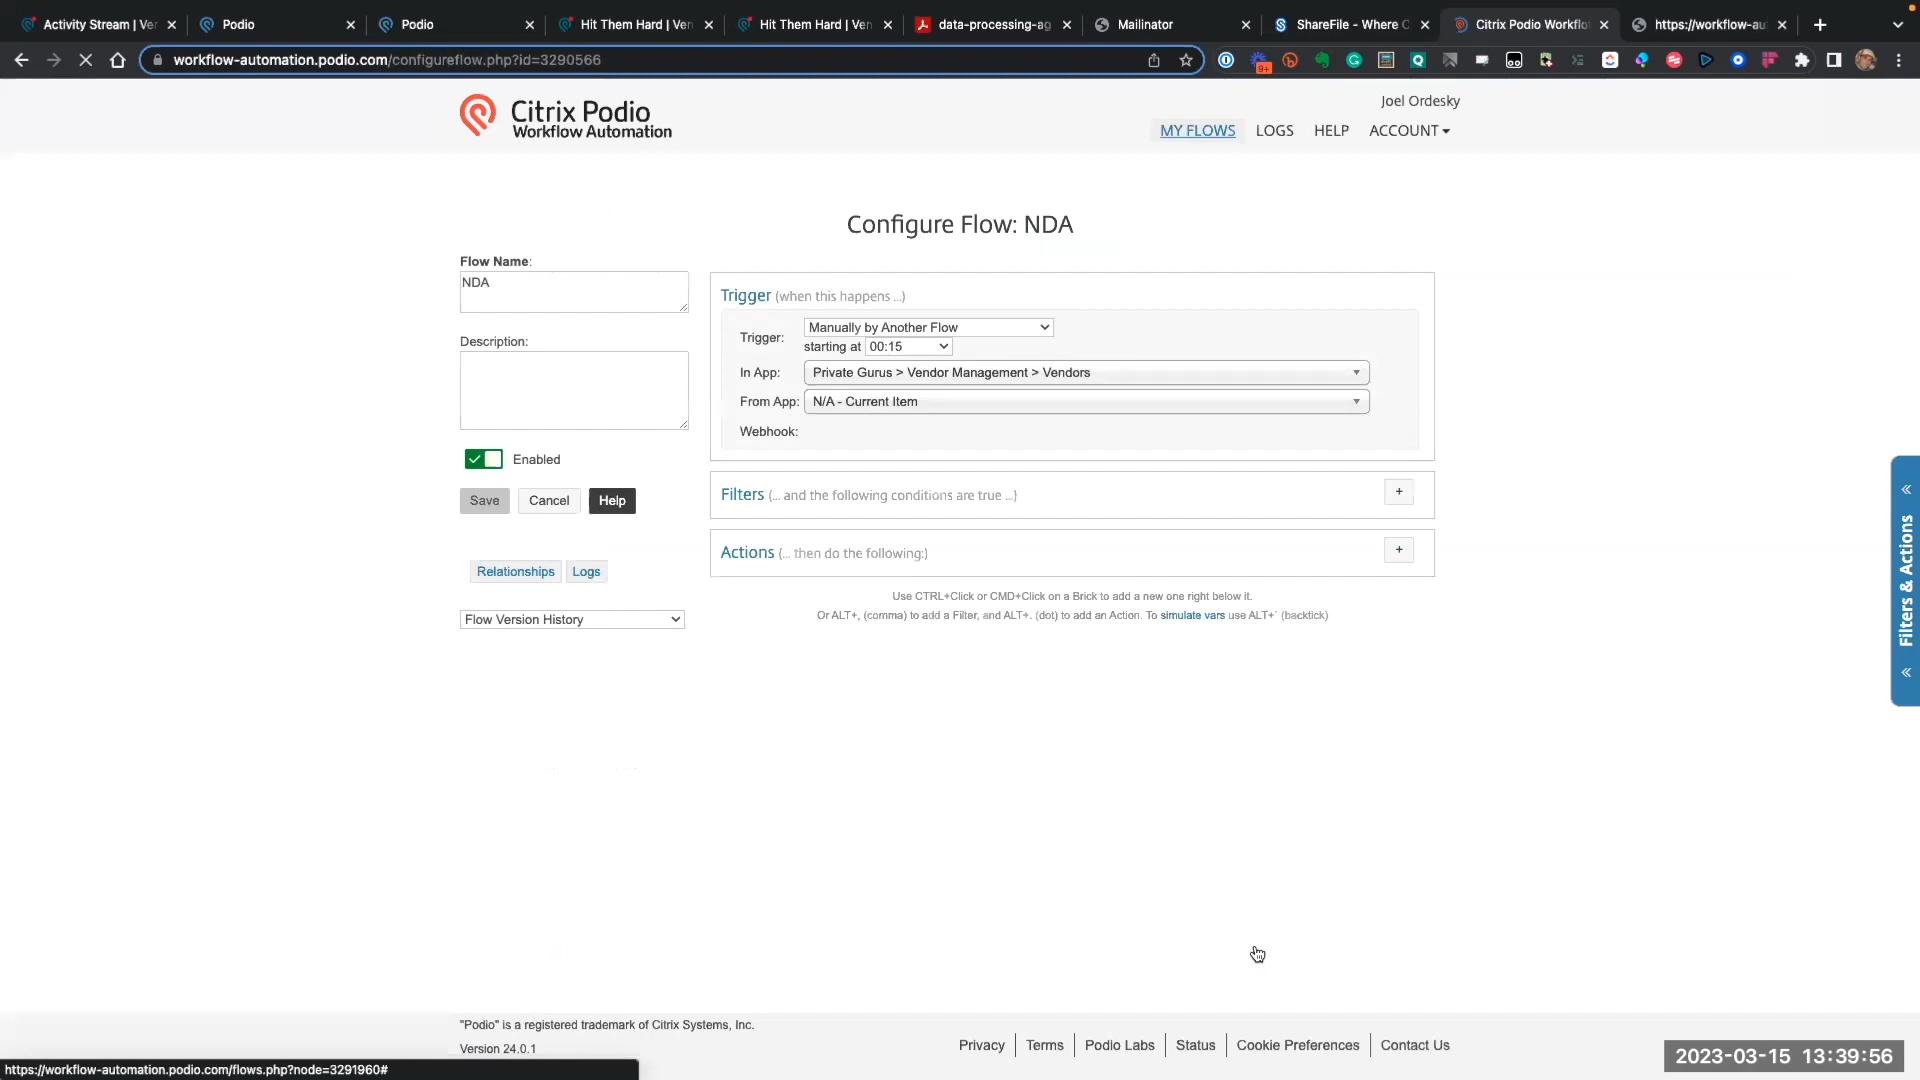 Activity Stream | Ver
Podio
Podio
Hit Them Hard | Ven
Hit Them Hard | Ven
data-processing-ag
Mailinator
ShareFile - Where C
Citrix Podio Workflo
https://workflow-au
workflow-automation.podio.com/configureflow.php?id=3290566
9+
Citrix Podio
Workflow Automation
Joel Ordesky
MY FLOWS LOGS HELP ACCOUNT
Configure Flow: NDA
Flow Name:
NDA
Description:
Enabled
Save Cancel Help
Relationships Logs
Flow Version History
Trigger (when this happens ...)
Trigger: Manually by Another Flow
starting at 00:15
In App: Private Gurus > Vendor Management > Vendors
From App: N/A - Current Item
Webhook:
Filters (... and the following conditions are true ...) +
Actions (... then do the following:) +
Use CTRL+Click or CMD+Click on a Brick to add a new one right below it.
Or ALT+, (comma) to add a Filter, and ALT+. (dot) to add an Action. To simulate vars use ALT+` (backtick)
« Filters & Actions «
"Podio" is a registered trademark of Citrix Systems, Inc.
Version 24.0.1
Privacy Terms Podio Labs Status Cookie Preferences Contact Us
https://workflow-automation.podio.com/flows.php?node=3291960#
2023-03-15 13:39:56